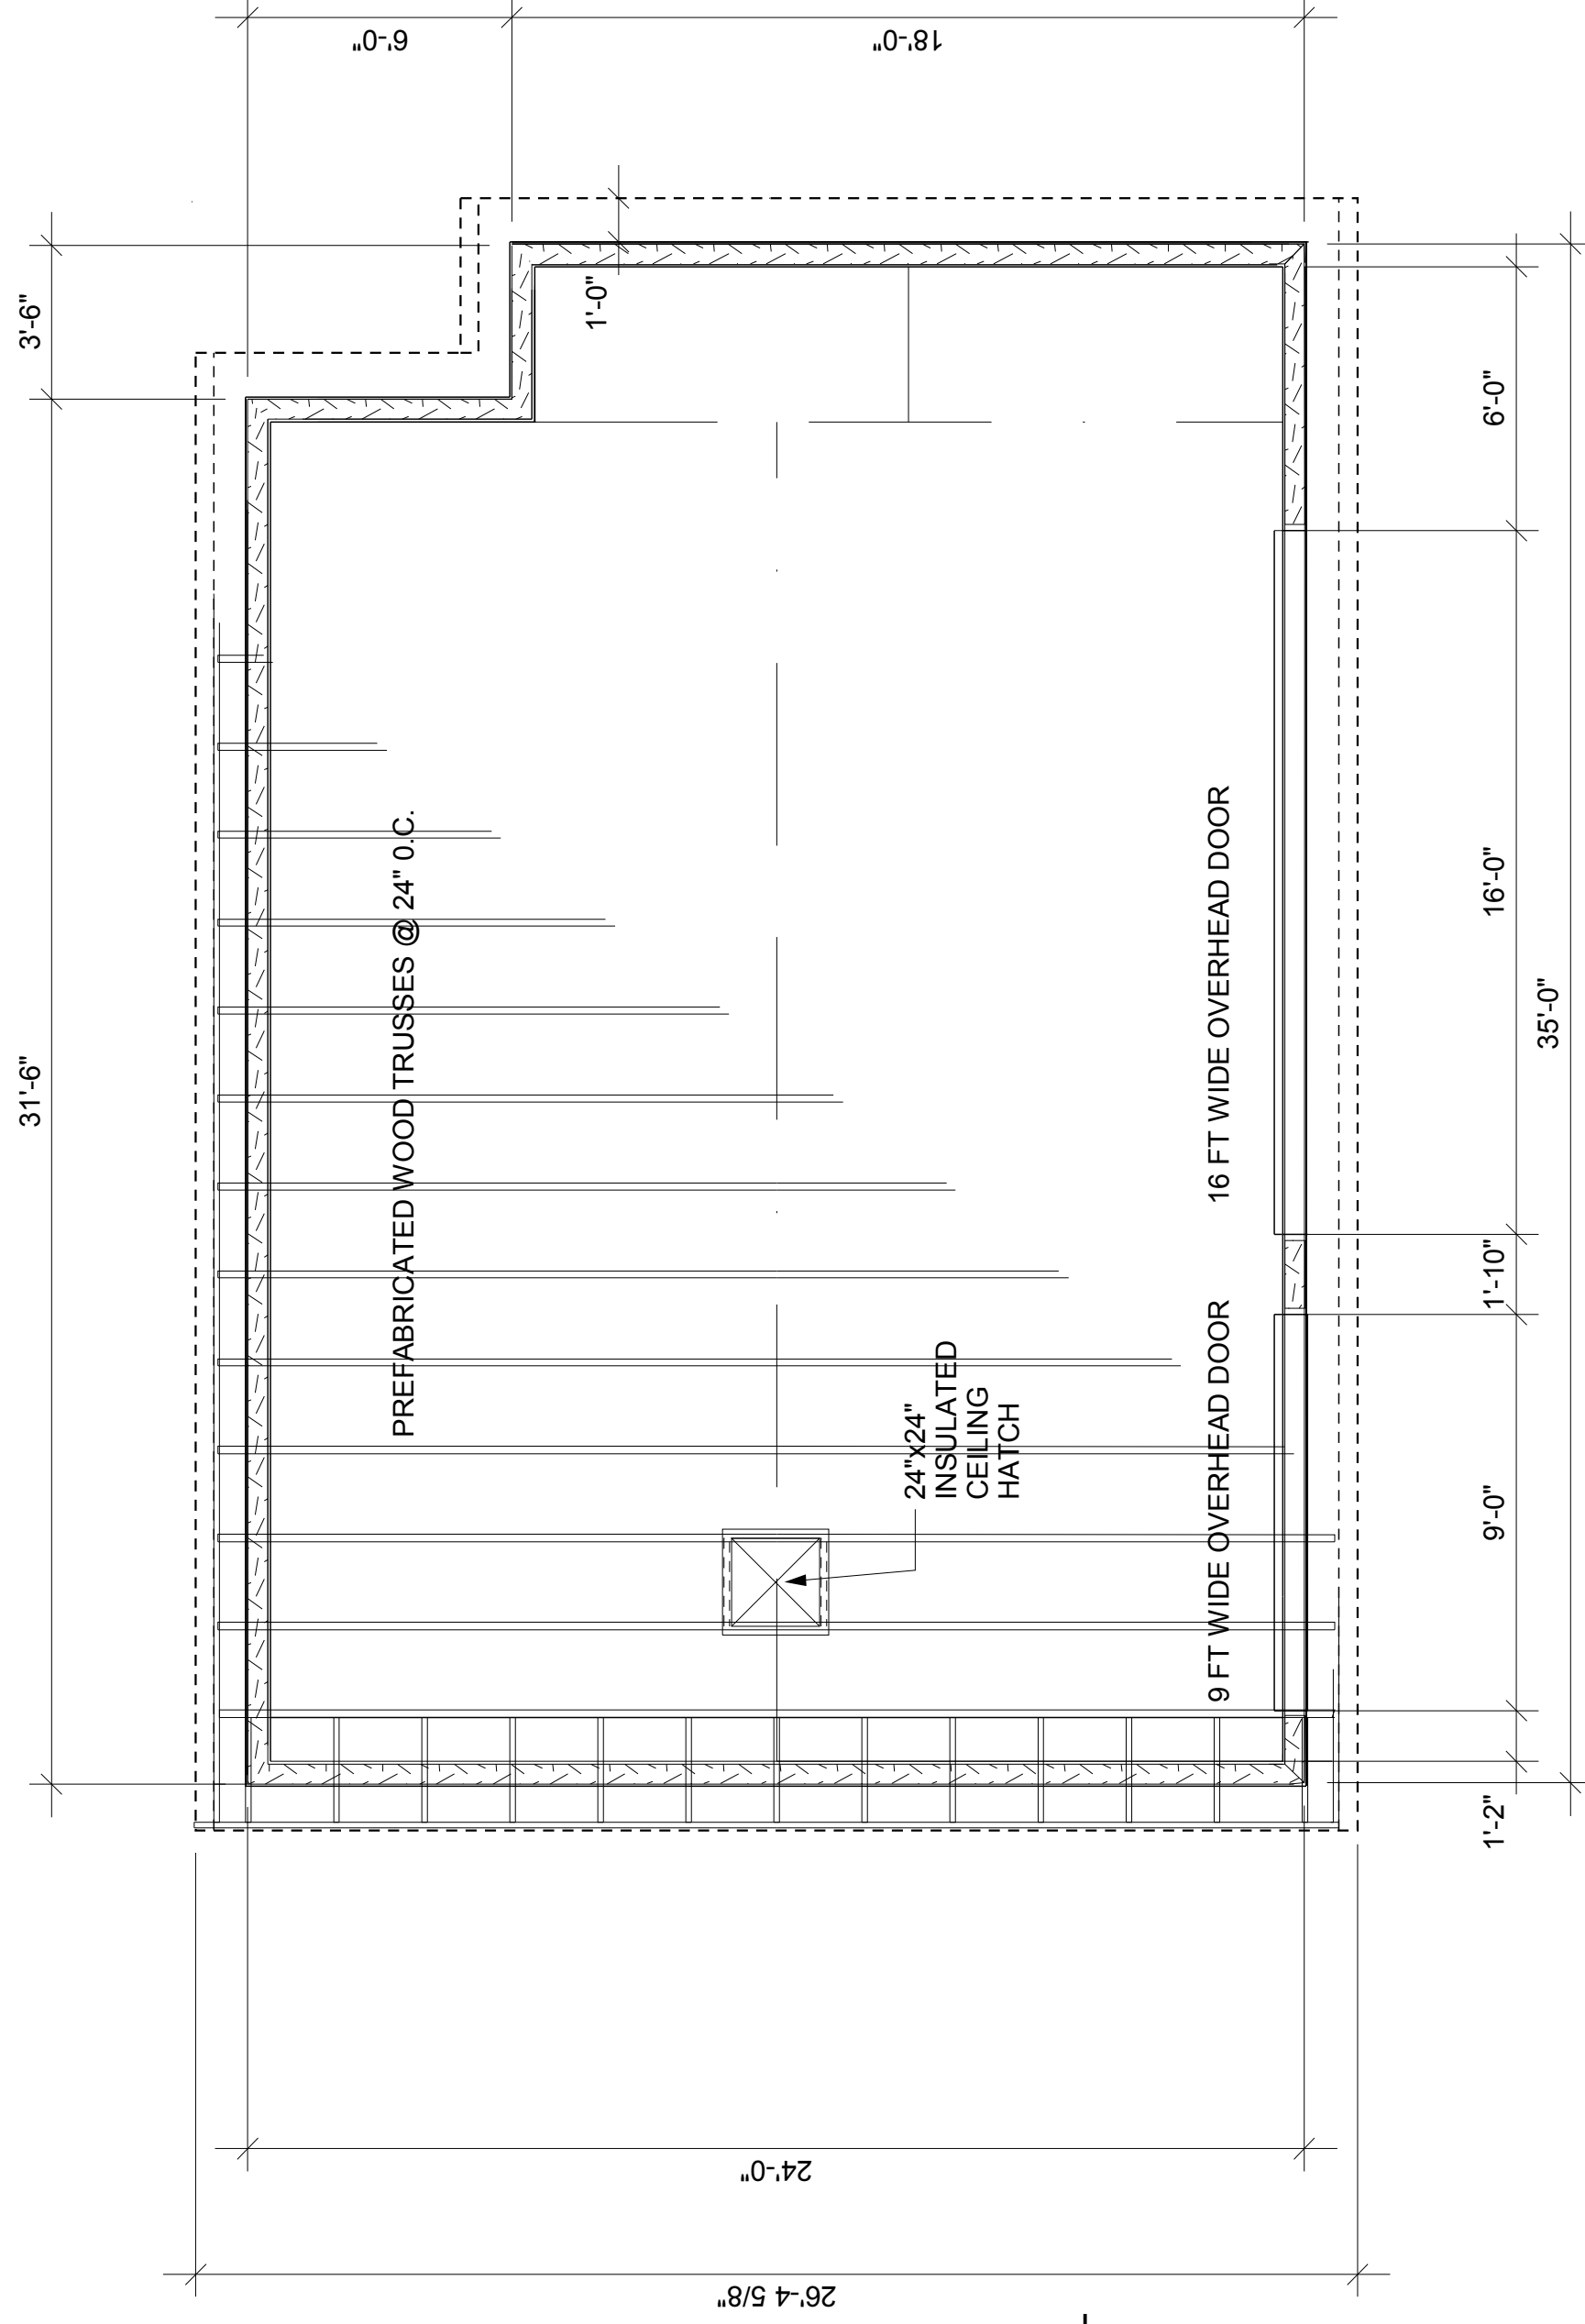 31'-6"
3'-6"
PREFABRICATED WOOD TRUSSES @ 24" O.C.
24"x24"
INSULATED
CEILING
HATCH
1'-0"
9 FT WIDE OVERHEAD DOOR
16 FT WIDE OVERHEAD DOOR
26'-4 5/8"
24'-0"
6'-0"
18'-0"
1'-2"
9'-0"
1'-10"
16'-0"
6'-0"
35'-0"